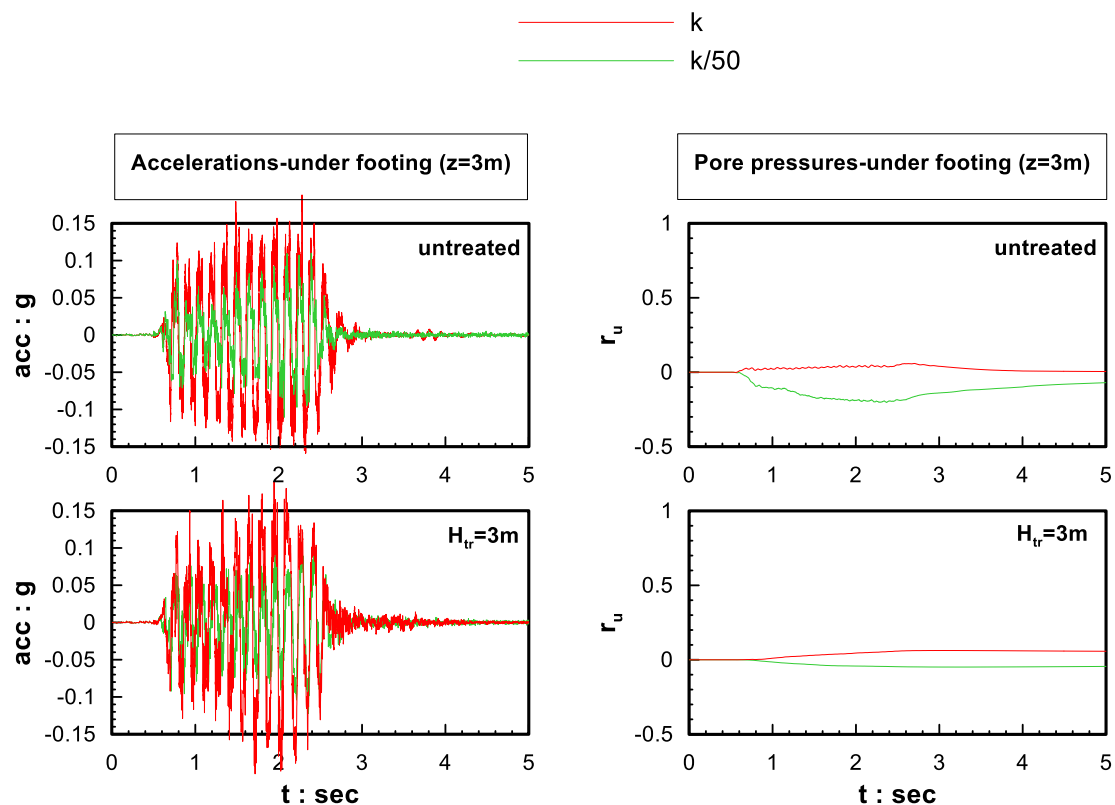 k
k/50
Accelerations-under footing (z=3m)
Pore pressures-under footing (z=3m)
0.15
0.1
0.05
0
-0.05
-0.1
-0.15
acc : g
untreated
0 1 2 3 4 5
1
0.5
0
-0.5
r_u
untreated
0 1 2 3 4 5
0.15
0.1
0.05
0
-0.05
-0.1
-0.15
acc : g
H_tr=3m
0 1 2 3 4 5
t : sec
1
0.5
0
-0.5
r_u
H_tr=3m
0 1 2 3 4 5
t : sec